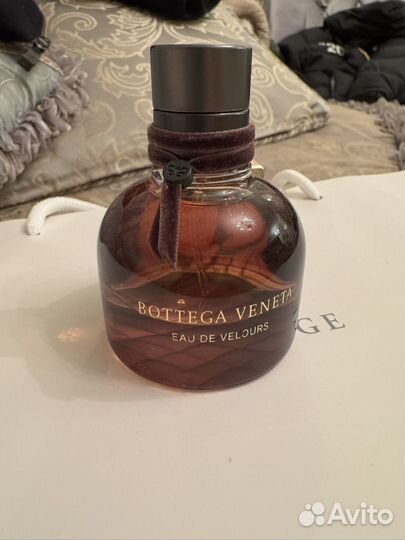 BOTTEGA VENETA
EAU DE VELOURS
GE
Avito